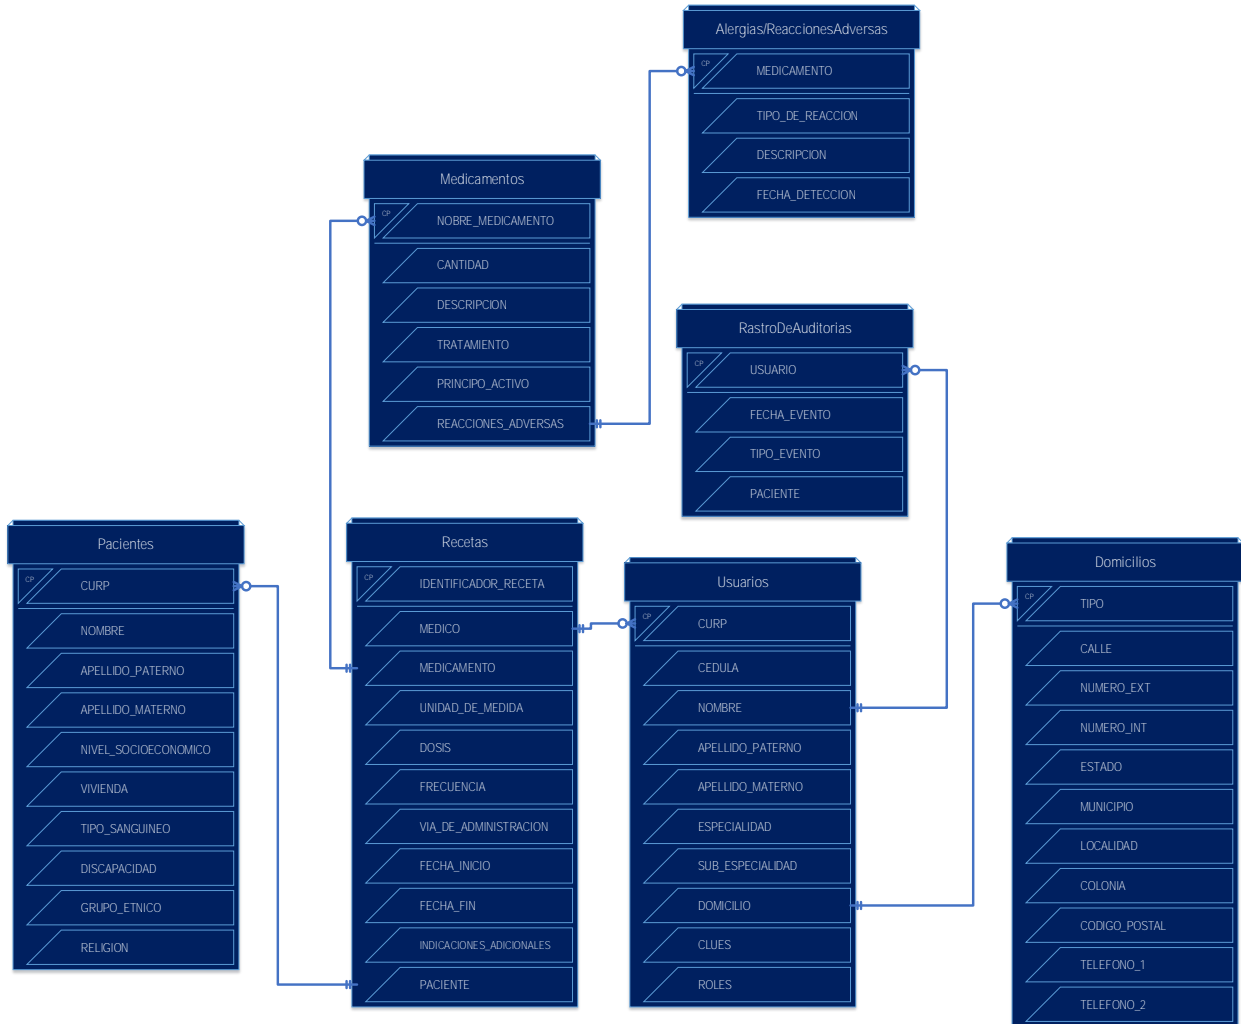 Alergias/ReaccionesAdversas
CP
MEDICAMENTO
TIPO_DE_REACCION
DESCRIPCION
FECHA_DETECCION
Medicamentos
CP
NOBRE_MEDICAMENTO
CANTIDAD
DESCRIPCION
TRATAMIENTO
PRINCIPO_ACTIVO
REACCIONES_ADVERSAS
RastroDeAuditorias
CP
USUARIO
FECHA_EVENTO
TIPO_EVENTO
PACIENTE
Pacientes
CP
CURP
NOMBRE
APELLIDO_PATERNO
APELLIDO_MATERNO
NIVEL_SOCIOECONOMICO
VIVIENDA
TIPO_SANGUINEO
DISCAPACIDAD
GRUPO_ETNICO
RELIGION
Recetas
CP
IDENTIFICADOR_RECETA
MEDICO
MEDICAMENTO
UNIDAD_DE_MEDIDA
DOSIS
FRECUENCIA
VIA_DE_ADMINISTRACION
FECHA_INICIO
FECHA_FIN
INDICACIONES_ADICIONALES
PACIENTE
Usuarios
CP
CURP
CEDULA
NOMBRE
APELLIDO_PATERNO
APELLIDO_MATERNO
ESPECIALIDAD
SUB_ESPECIALIDAD
DOMICILIO
CLUES
ROLES
Domicilios
CP
TIPO
CALLE
NUMERO_EXT
NUMERO_INT
ESTADO
MUNICIPIO
LOCALIDAD
COLONIA
CODIGO_POSTAL
TELEFONO_1
TELEFONO_2